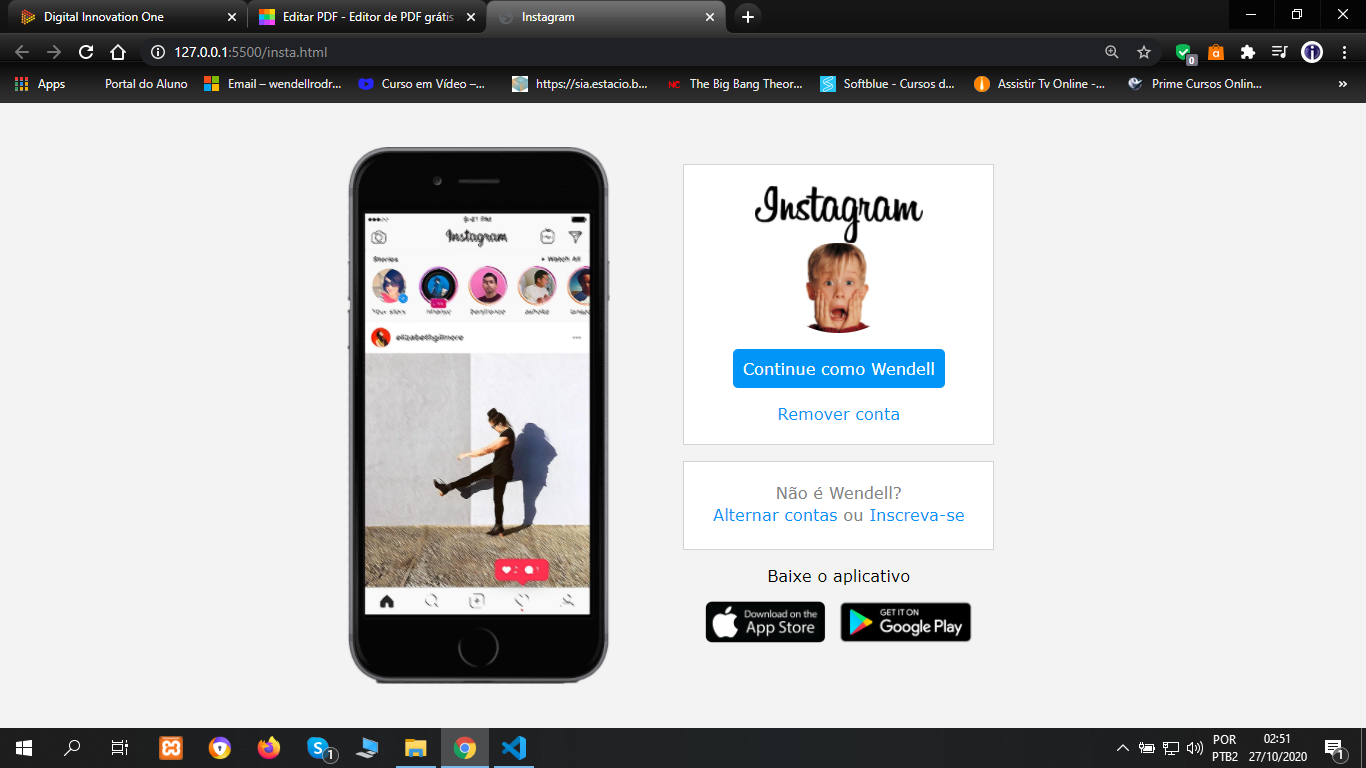 Digital Innovation One
Editar PDF - Editor de PDF grátis
Instagram
127.0.0.1:5500/insta.html
0
Apps
Portal do Aluno
Email – wendellrodr...
Curso em Vídeo –...
https://sia.estacio.b...
NC
The Big Bang Theor...
Softblue - Cursos d...
Assistir Tv Online -...
Prime Cursos Onlin...
»
9:41 PM
Instagram
Stories
Watch All
Your story
elizabethgilmore
Instagram
Continue como Wendell
Remover conta
Não é Wendell?
Alternar contas ou Inscreva-se
Baixe o aplicativo
Download on the
App Store
GET IT ON
Google Play
1
POR
PTB2
02:51
27/10/2020
1